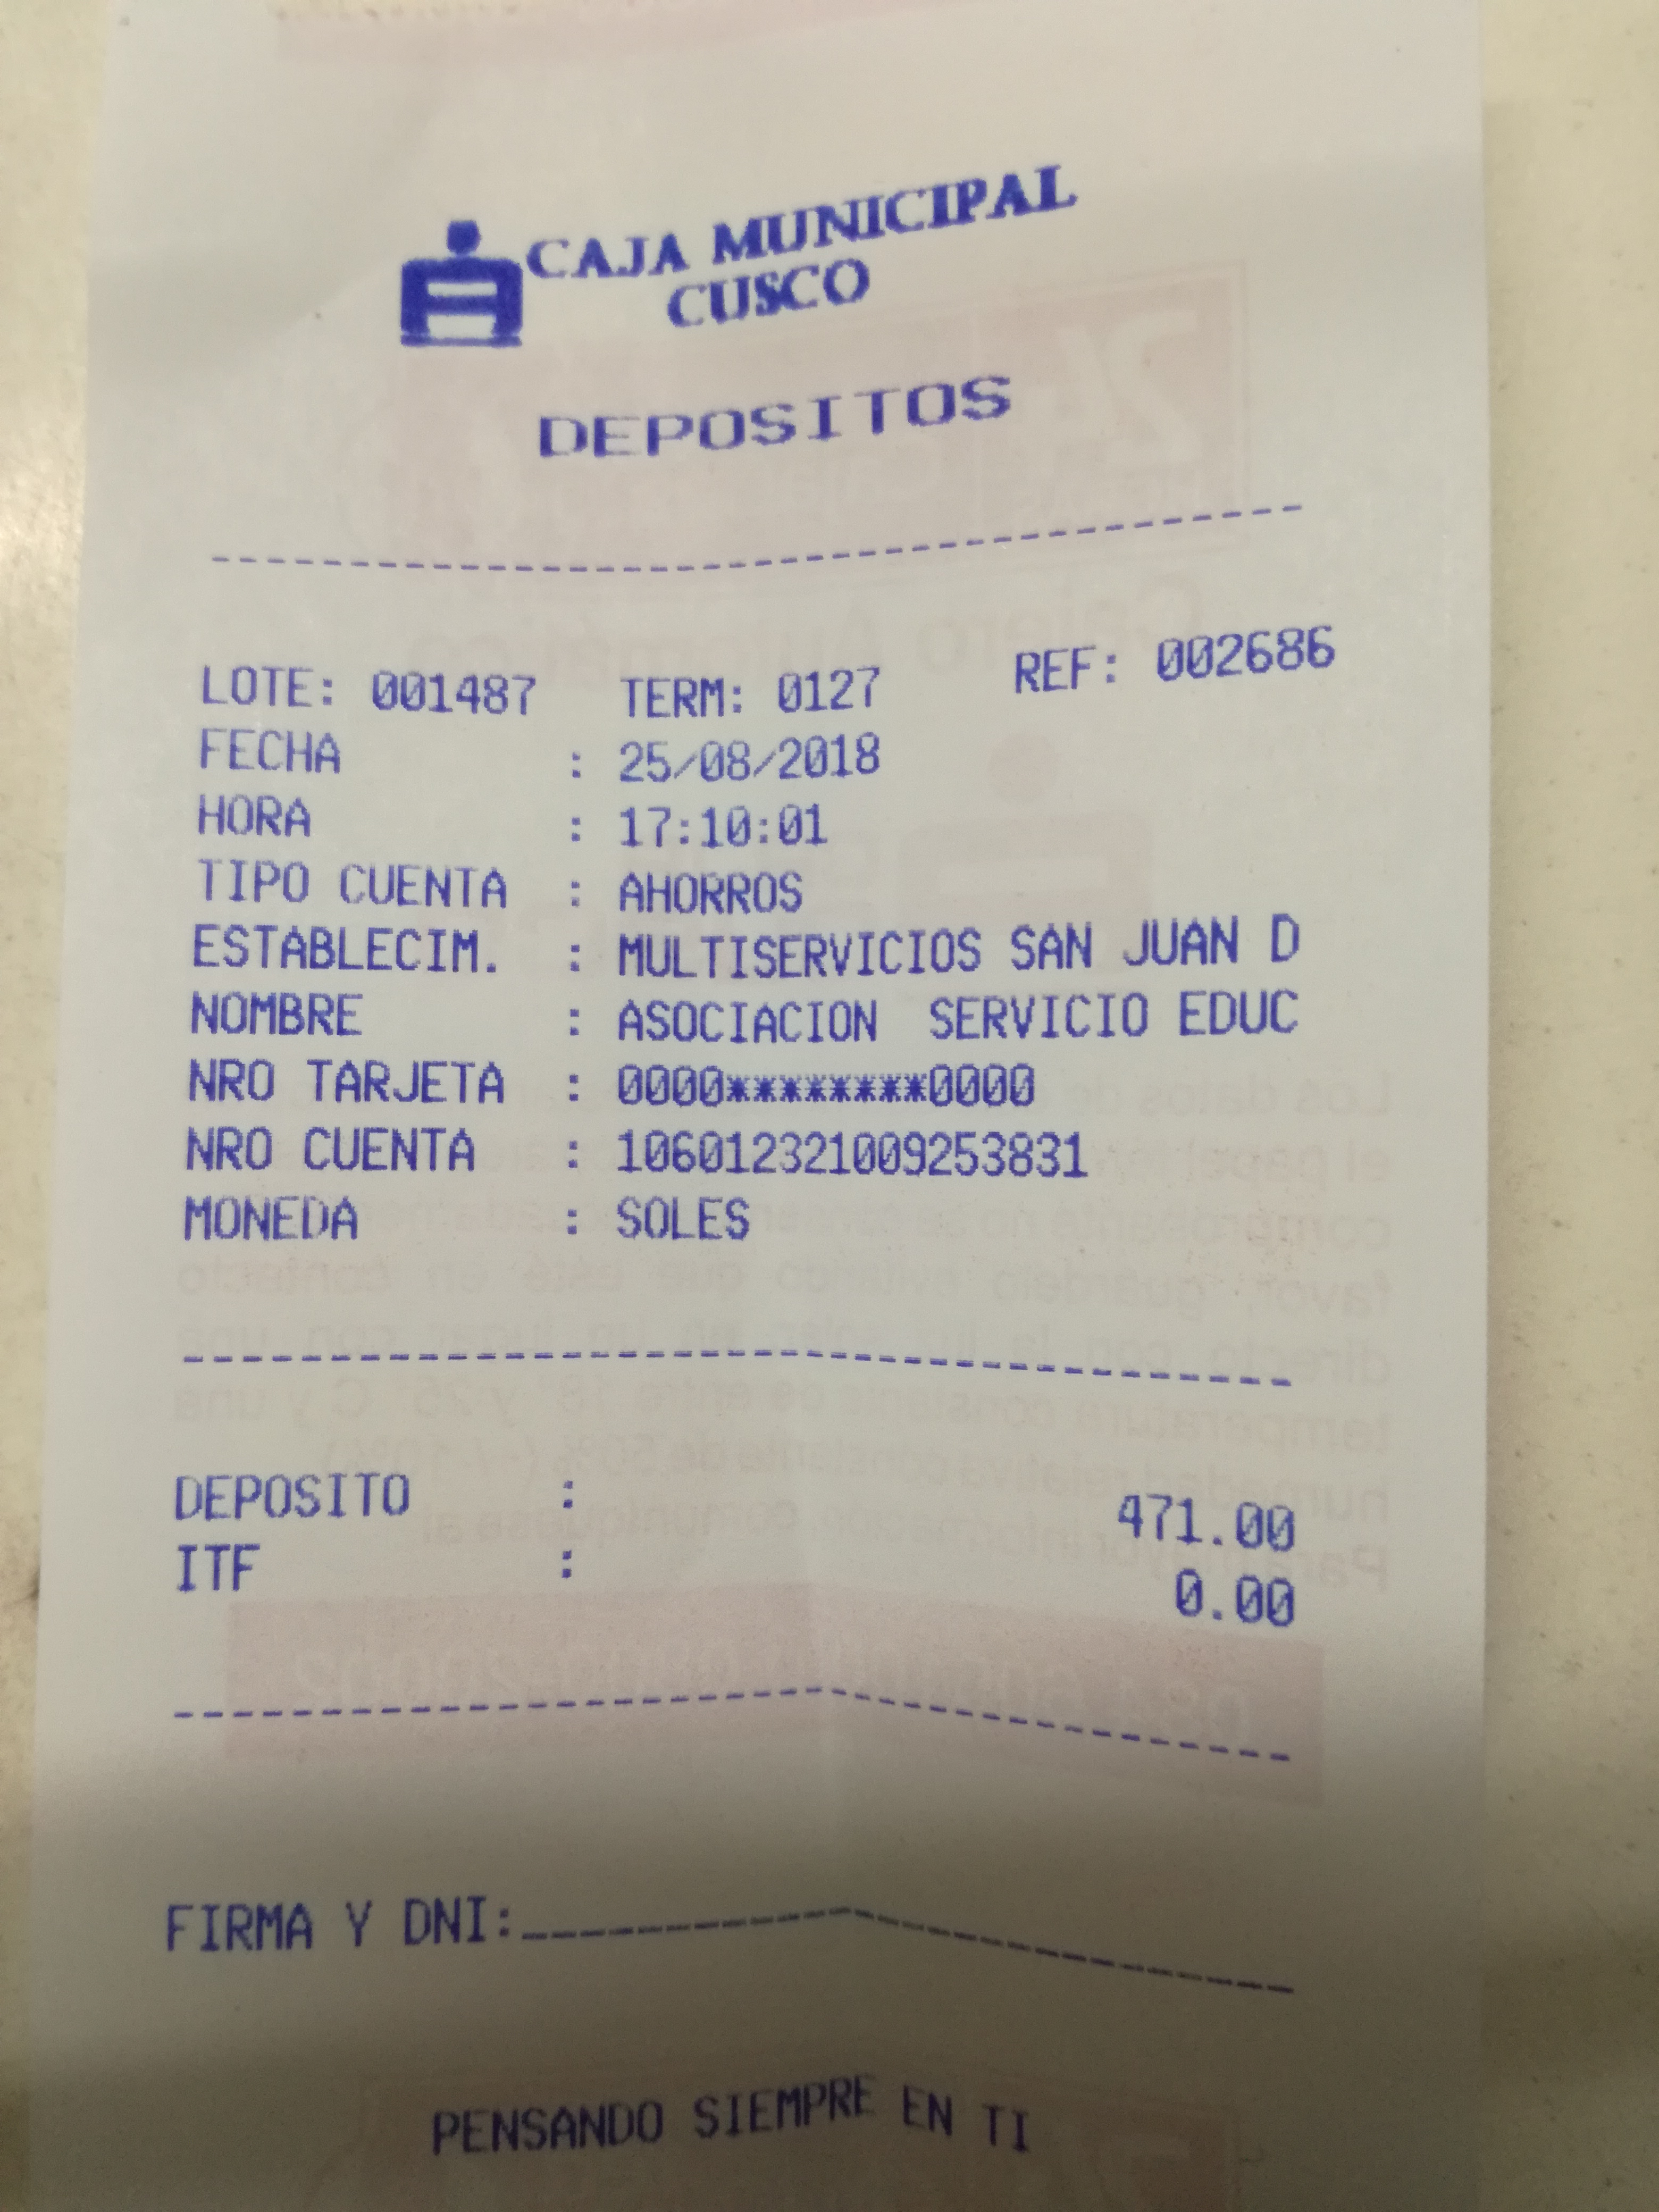 CAJA MUNICIPAL
CUSCO
DEPOSITOS
LOTE: 001487 TERM: 0127 REF: 002686
FECHA : 25/08/2018
HORA : 17:10:01
TIPO CUENTA : AHORROS
ESTABLECIM. : MULTISERVICIOS SAN JUAN D
NOMBRE : ASOCIACION SERVICIO EDUC
NRO TARJETA : 0000********0000
NRO CUENTA : 106012321009253831
MONEDA : SOLES
DEPOSITO : 471.00
ITF : 0.00
FIRMA Y DNI:
PENSANDO SIEMPRE EN TI